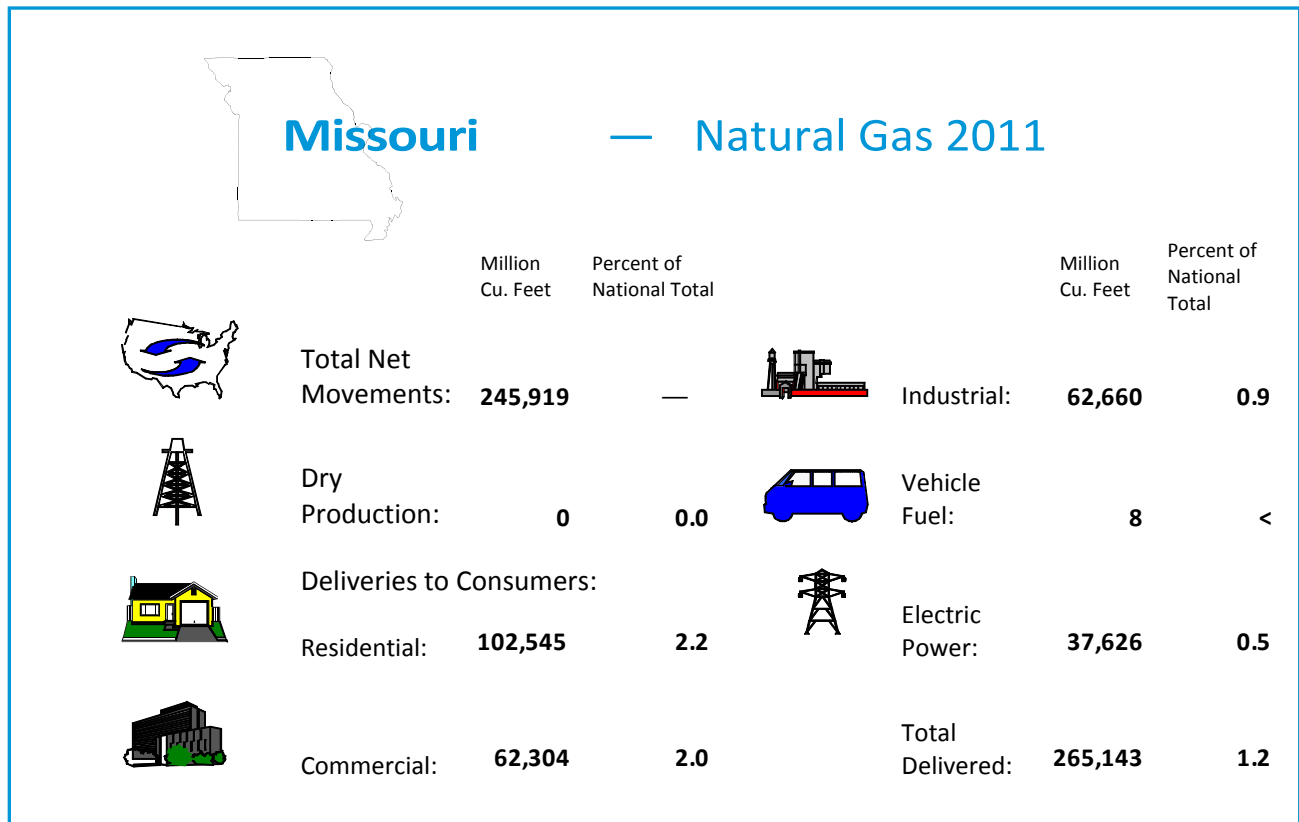 Missouri — Natural Gas 2011
Million Cu. Feet
Percent of National Total
Total Net Movements: 245,919 —
Dry Production: 0 0.0
Deliveries to Consumers:
Residential: 102,545 2.2
Commercial: 62,304 2.0
Million Cu. Feet
Percent of National Total
Industrial: 62,660 0.9
Vehicle Fuel: 8 <
Electric Power: 37,626 0.5
Total Delivered: 265,143 1.2